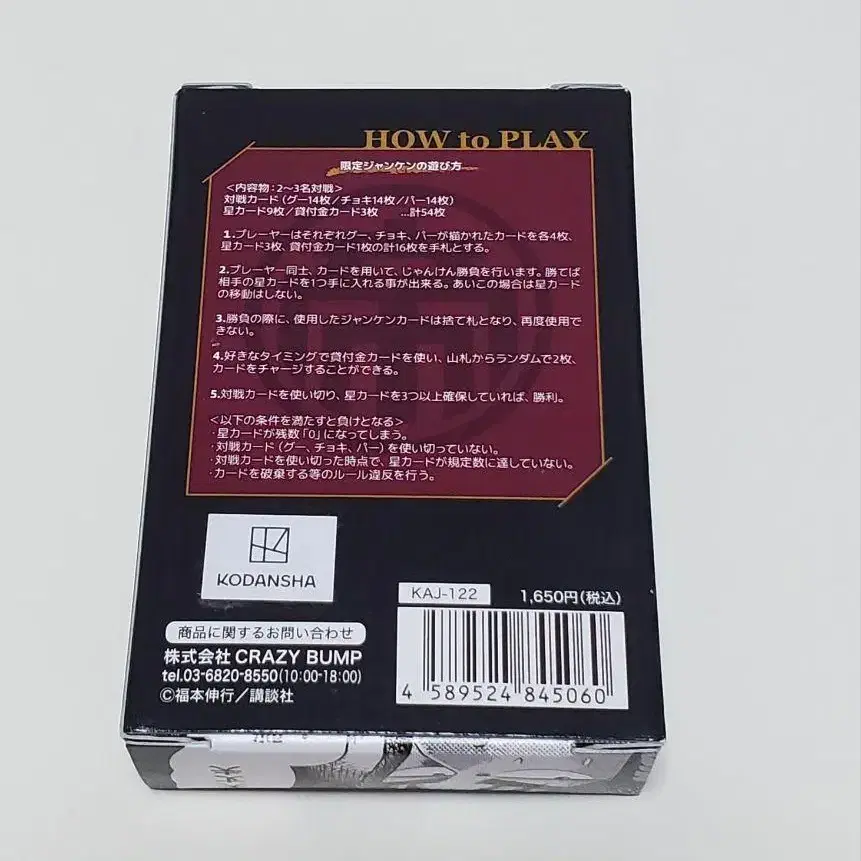 HOW to PLAY
限定ジャンケンの遊び方
<内容物:2～3名対戦>
対戦カード(グー14枚/チョキ14枚/パー14枚)
星カード9枚/貸付金カード3枚 …計54枚
1.プレーヤーはそれぞれグー、チョキ、パーが描かれたカードを各4枚、
星カード3枚、貸付金カード1枚の計16枚を手札とする。
2.プレーヤー同士、カードを用いて、じゃんけん勝負を行います。勝てば
相手の星カードを1つ手に入れる事が出来る。あいこの場合は星カード
の移動はしない。
3.勝負の際に、使用したジャンケンカードは捨て札となり、再度使用で
きない。
4.好きなタイミングで貸付金カードを使い、山札からランダムで2枚、
カードをチャージすることができる。
5.対戦カードを使い切り、星カードを3つ以上確保していれば、勝利。
<以下の条件を満たすと負けとなる>
・星カードが残数「0」になってしまう。
・対戦カード(グー、チョキ、パー)を使い切っていない。
・対戦カードを使い切った時点で、星カードが規定数に達していない。
・カードを破棄する等のルール違反を行う。
KODANSHA
KAJ-122
1,650円(税込)
商品に関するお問い合わせ
株式会社 CRAZY BUMP
tel.03-6820-8550(10:00-18:00)
©福本伸行/講談社
4 589524 845060